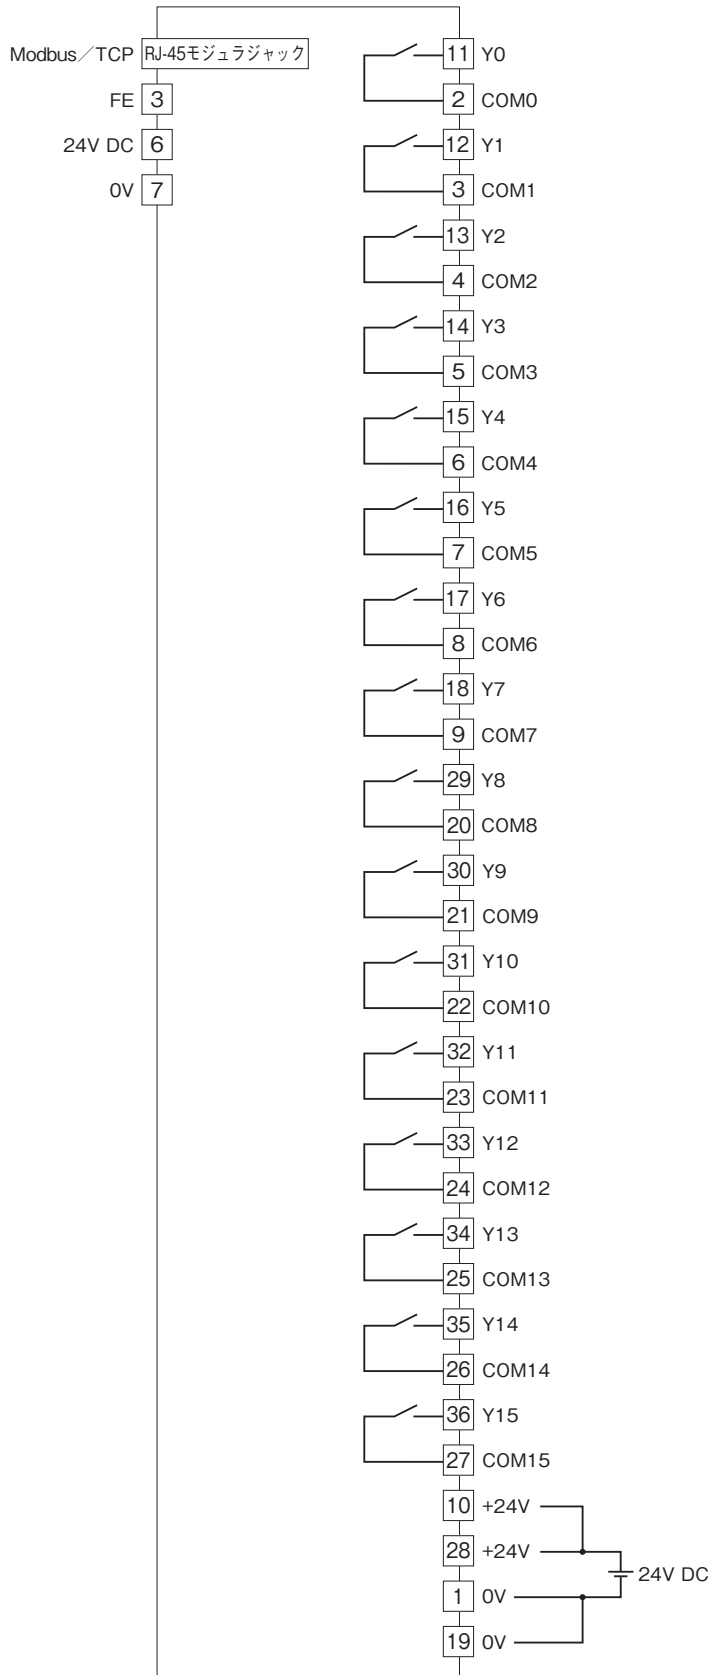 Modbus／TCP RJ-45モジュラジャック
FE 3
24V DC 6
0V 7
11 Y0
2 COM0
12 Y1
3 COM1
13 Y2
4 COM2
14 Y3
5 COM3
15 Y4
6 COM4
16 Y5
7 COM5
17 Y6
8 COM6
18 Y7
9 COM7
29 Y8
20 COM8
30 Y9
21 COM9
31 Y10
22 COM10
32 Y11
23 COM11
33 Y12
24 COM12
34 Y13
25 COM13
35 Y14
26 COM14
36 Y15
27 COM15
10 +24V
28 +24V
24V DC
1 0V
19 0V